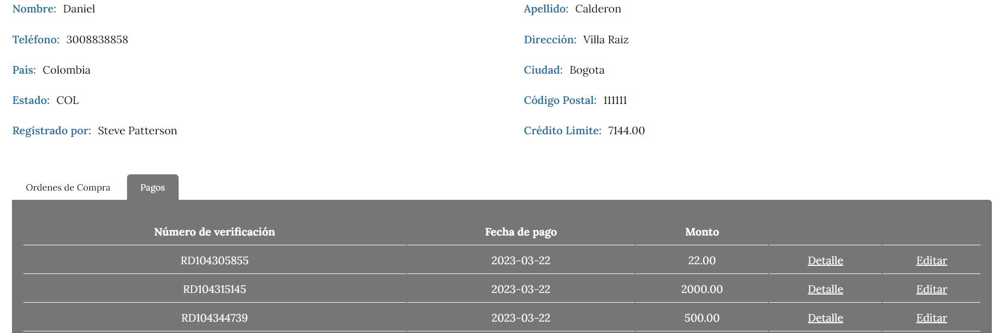 Nombre: Daniel Apellido: Calderon
Teléfono: 3008838858 Dirección: Villa Raiz
País: Colombia Ciudad: Bogota
Estado: COL Código Postal: 111111
Registrado por: Steve Patterson Crédito Limite: 7144.00
Ordenes de Compra Pagos
Número de verificación Fecha de pago Monto
RD104305855 2023-03-22 22.00 Detalle Editar
RD104315145 2023-03-22 2000.00 Detalle Editar
RD104344739 2023-03-22 500.00 Detalle Editar